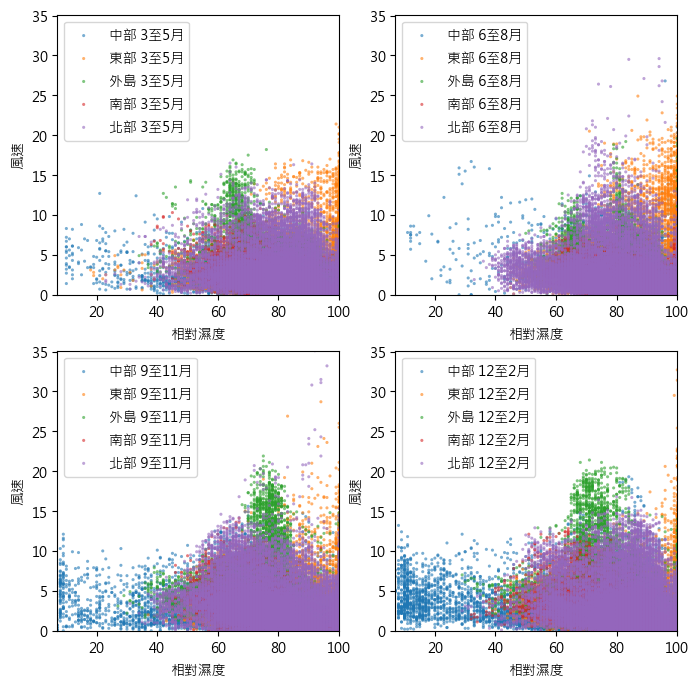 35
30
25
20
15
10
5
0
風速
中部 3至5月
東部 3至5月
外島 3至5月
南部 3至5月
北部 3至5月
20
40
60
80
100
相對濕度
35
30
25
20
15
10
5
0
風速
中部 6至8月
東部 6至8月
外島 6至8月
南部 6至8月
北部 6至8月
20
40
60
80
100
相對濕度
35
30
25
20
15
10
5
0
風速
中部 9至11月
東部 9至11月
外島 9至11月
南部 9至11月
北部 9至11月
20
40
60
80
100
相對濕度
35
30
25
20
15
10
5
0
風速
中部 12至2月
東部 12至2月
外島 12至2月
南部 12至2月
北部 12至2月
20
40
60
80
100
相對濕度